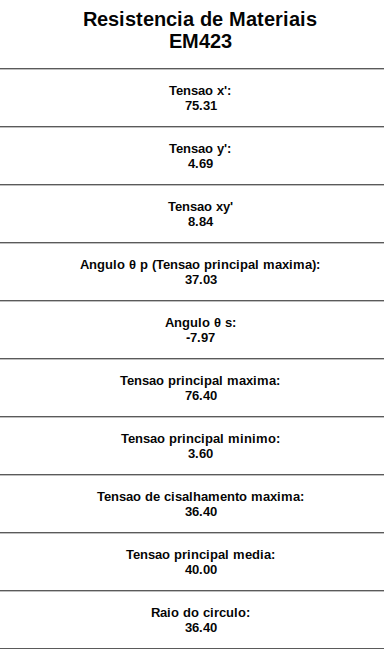 Resistencia de Materiais
EM423
Tensao x':
75.31
Tensao y':
4.69
Tensao xy'
8.84
Angulo θ p (Tensao principal maxima):
37.03
Angulo θ s:
-7.97
Tensao principal maxima:
76.40
Tensao principal minimo:
3.60
Tensao de cisalhamento maxima:
36.40
Tensao principal media:
40.00
Raio do circulo:
36.40